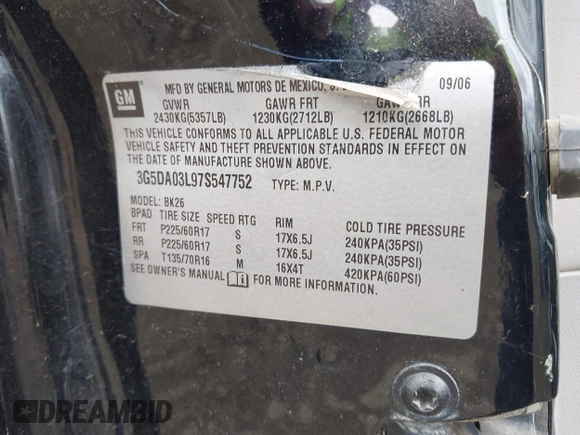 GM
MFD BY GENERAL MOTORS DE MEXICO, 09/06
GVWR GAWR FRT GAWR RR
2430KG(5357LB) 1230KG(2712LB) 1210KG(2668LB)
THIS VEHICLE CONFORMS TO ALL APPLICABLE U.S. FEDERAL MOTOR
VEHICLE SAFETY AND THEFT PREVENTION STANDARDS IN EFFECT ON
THE DATE OF MANUFACTURE SHOWN ABOVE.
3G5DA03L97S547752 TYPE: M.P.V.
MODEL: BK26
BPAD TIRE SIZE SPEED RTG RIM COLD TIRE PRESSURE
FRT P225/60R17 S 17X6.5J 240KPA(35PSI)
RR P225/60R17 S 17X6.5J 240KPA(35PSI)
SPA T135/70R16 M 16X4T 420KPA(60PSI)
SEE OWNER'S MANUAL FOR MORE INFORMATION.
DREAMBID